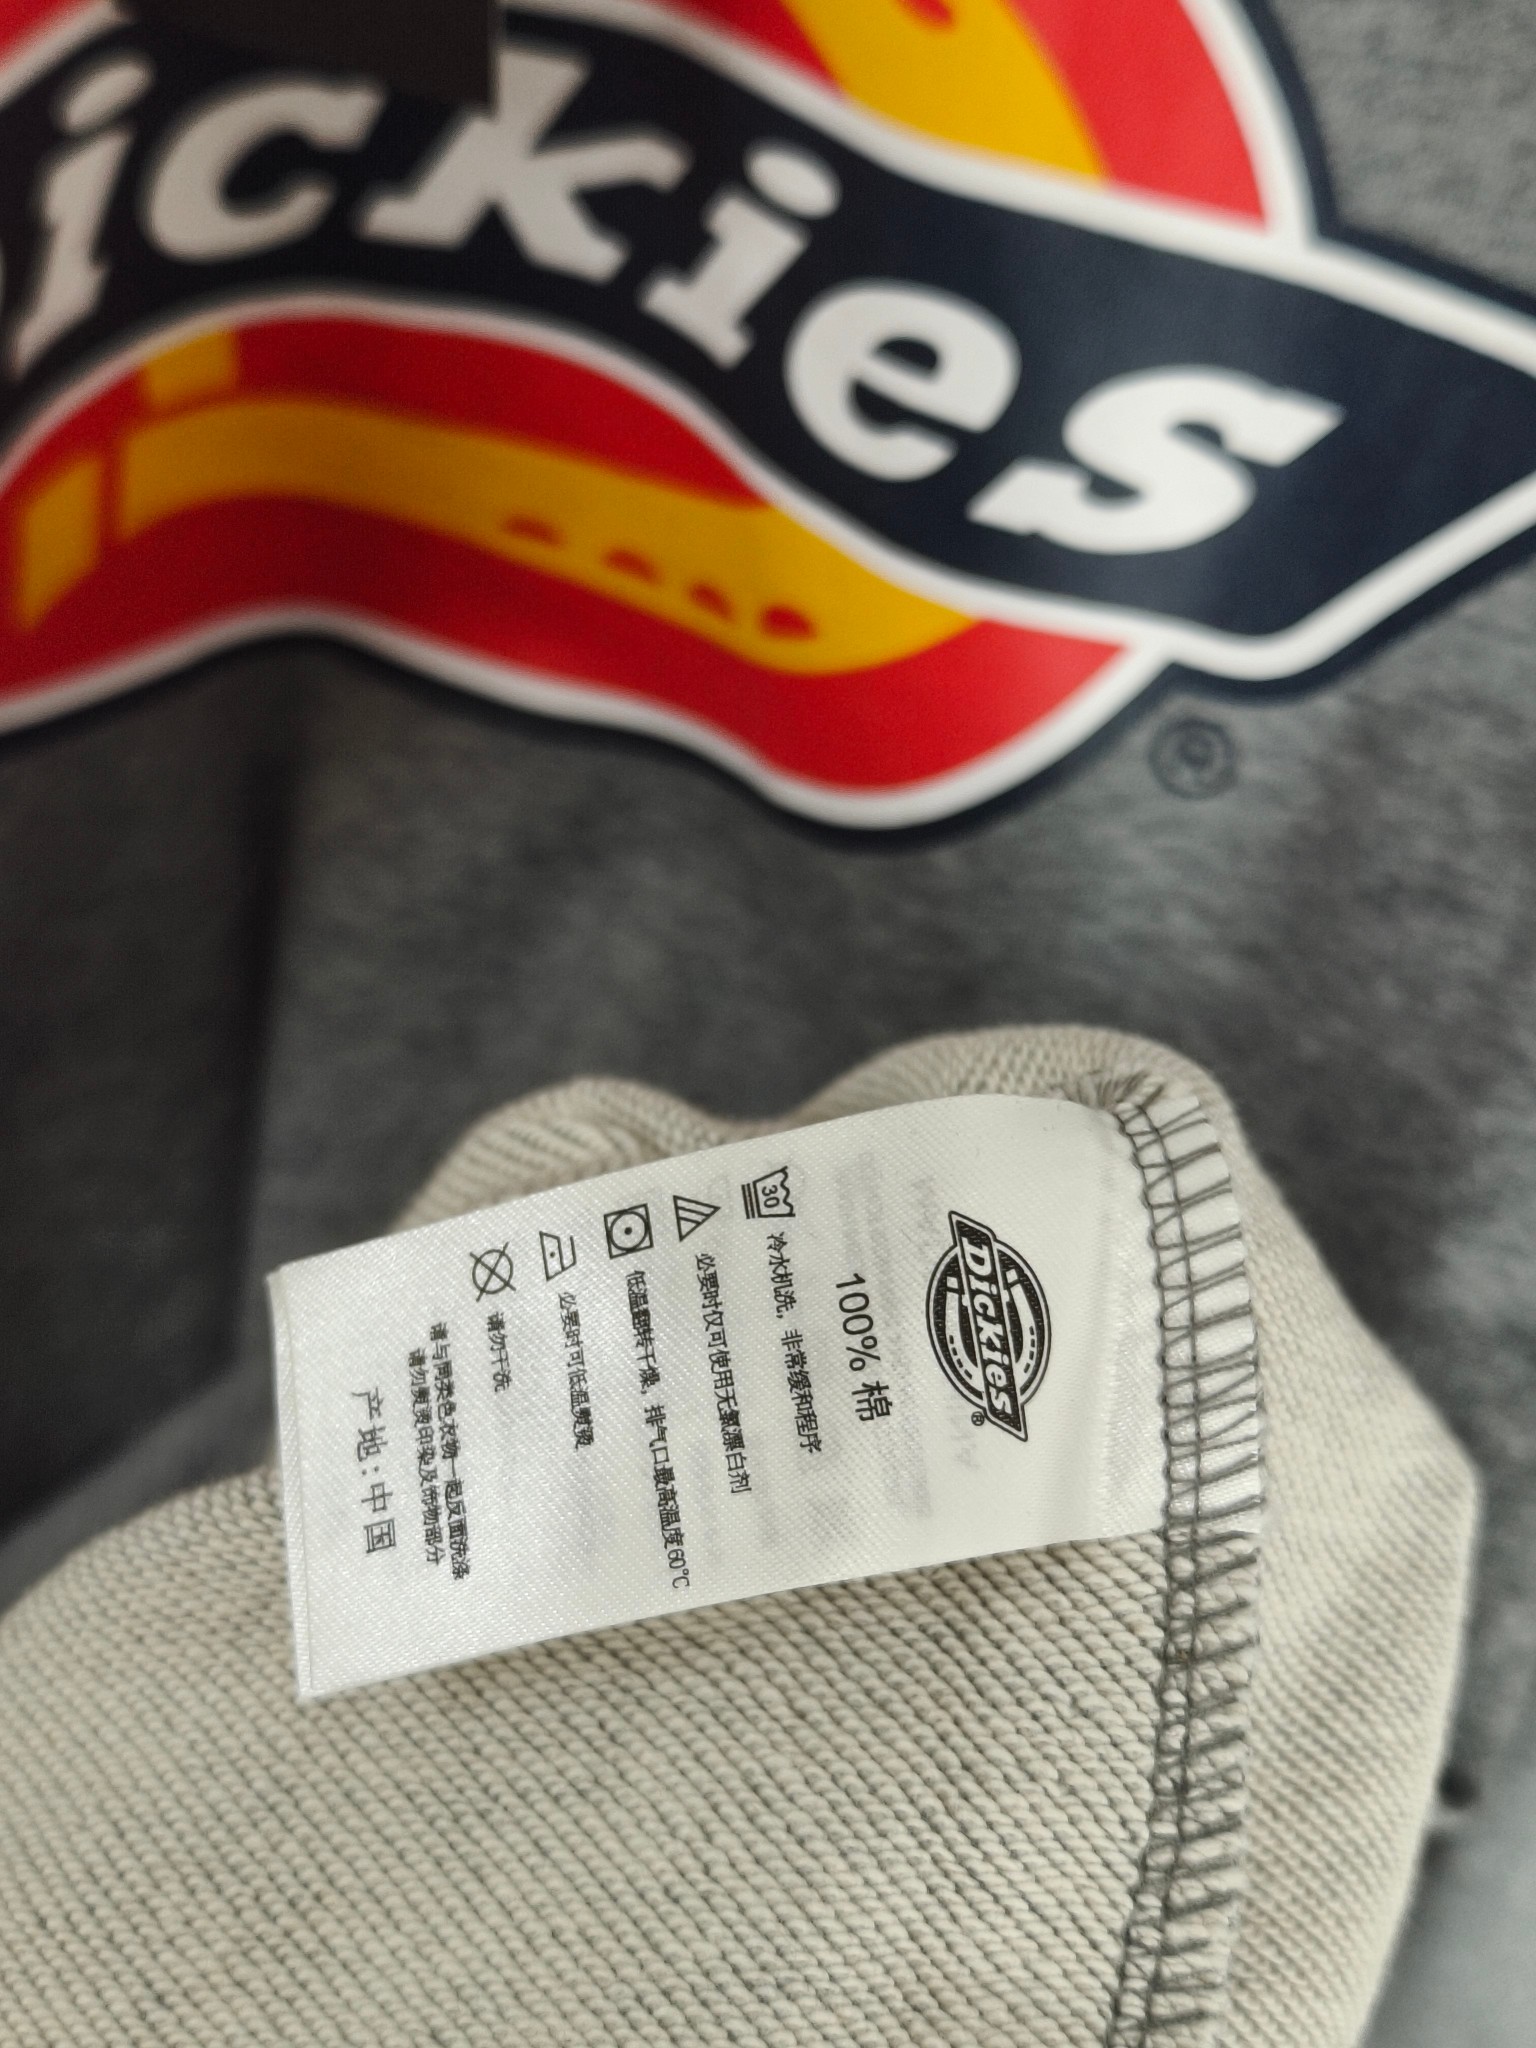 Dickies
®
Dickies
®
100% 棉
30
冷水机洗，非常缓和程序
必要时仅可使用无氯漂白剂
低温翻转干燥，排气口最高温度60°C
必要时可低温熨烫
请勿干洗
请与同类色衣物一起反面洗涤
请勿熨烫印染及饰物部分
产地:中国